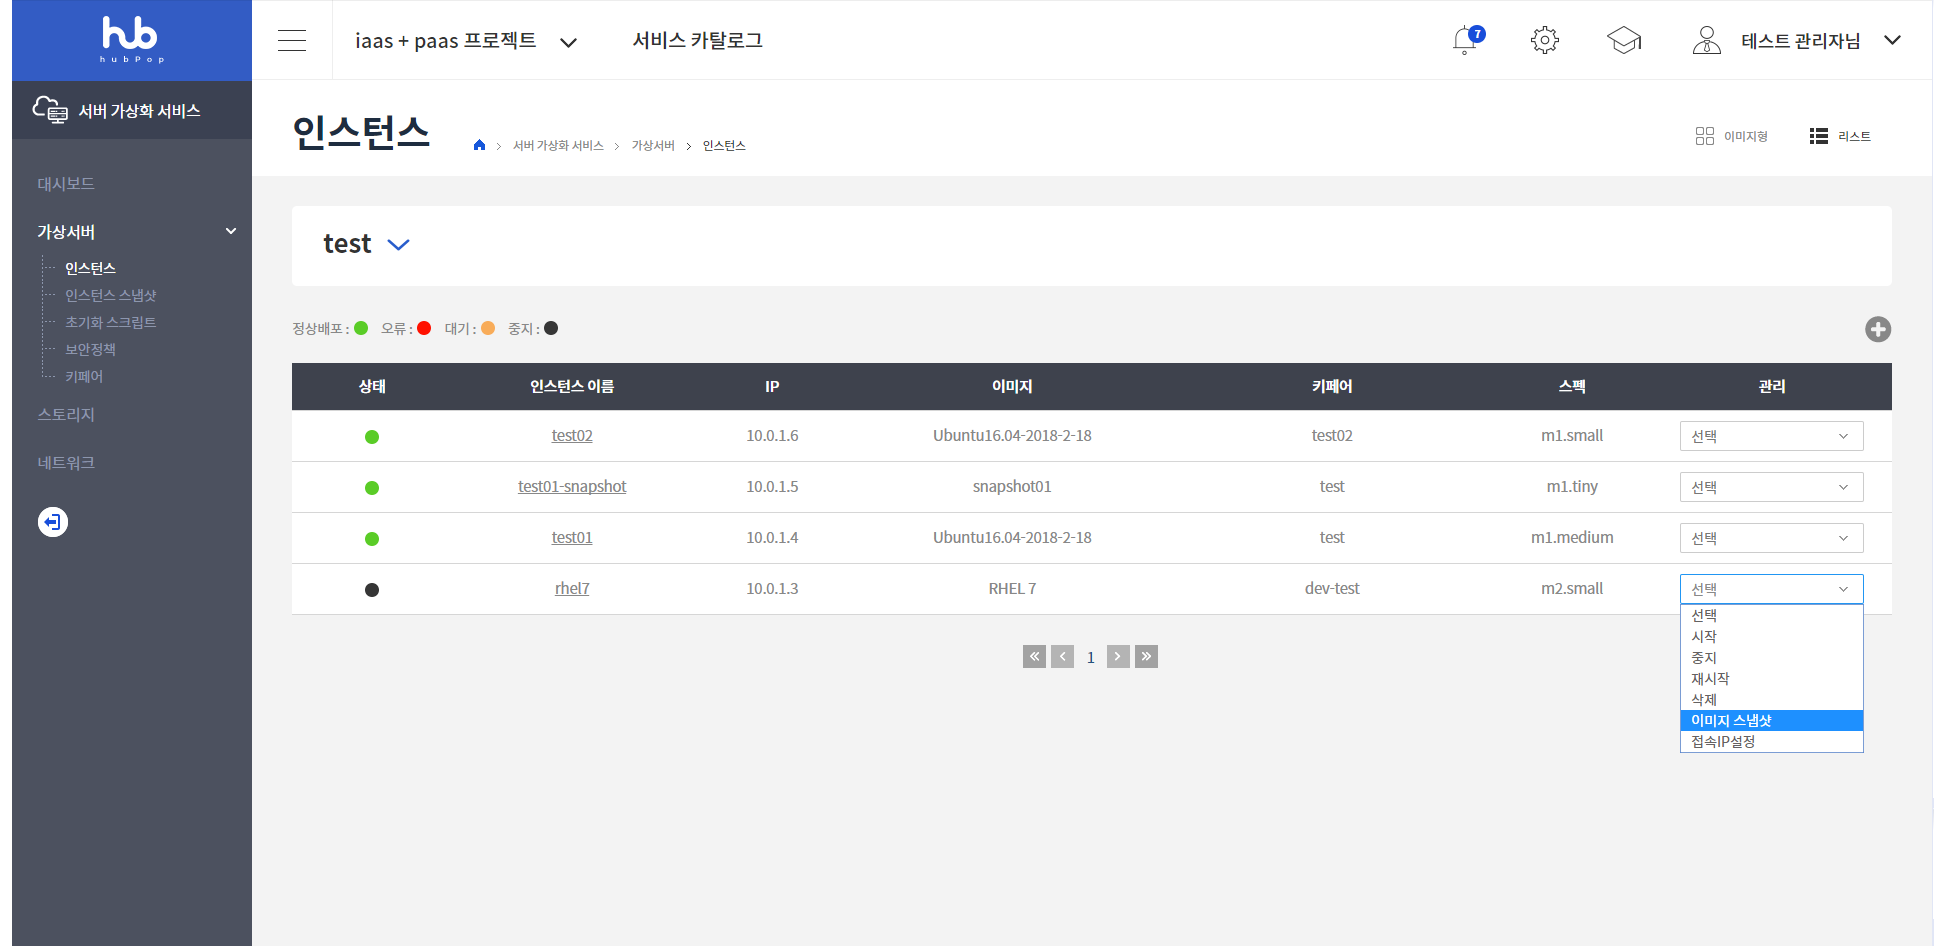 hub
hubPop
iaas + paas 프로젝트
서비스 카탈로그
7
테스트 관리자님
서버 가상화 서비스
대시보드
가상서버
인스턴스
인스턴스 스냅샷
초기화 스크립트
보안정책
키페어
스토리지
네트워크
인스턴스
서버 가상화 서비스 > 가상서버 > 인스턴스
이미지형
리스트
test
정상배포 : 오류 : 대기 : 중지 :
상태 인스턴스 이름 IP 이미지 키페어 스펙 관리
test02 10.0.1.6 Ubuntu16.04-2018-2-18 test02 m1.small 선택
test01-snapshot 10.0.1.5 snapshot01 test m1.tiny 선택
test01 10.0.1.4 Ubuntu16.04-2018-2-18 test m1.medium 선택
rhel7 10.0.1.3 RHEL 7 dev-test m2.small 선택
선택
시작
중지
재시작
삭제
이미지 스냅샷
접속IP설정
« < 1 > »